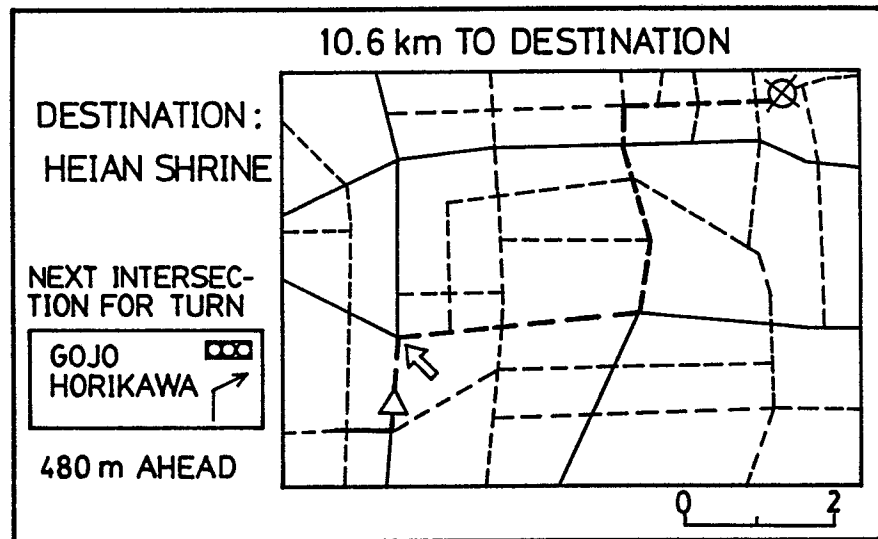 10.6 km TO DESTINATION
DESTINATION:
HEIAN SHRINE
NEXT INTERSEC-
TION FOR TURN
GOJO
HORIKAWA
480 m AHEAD
0 2